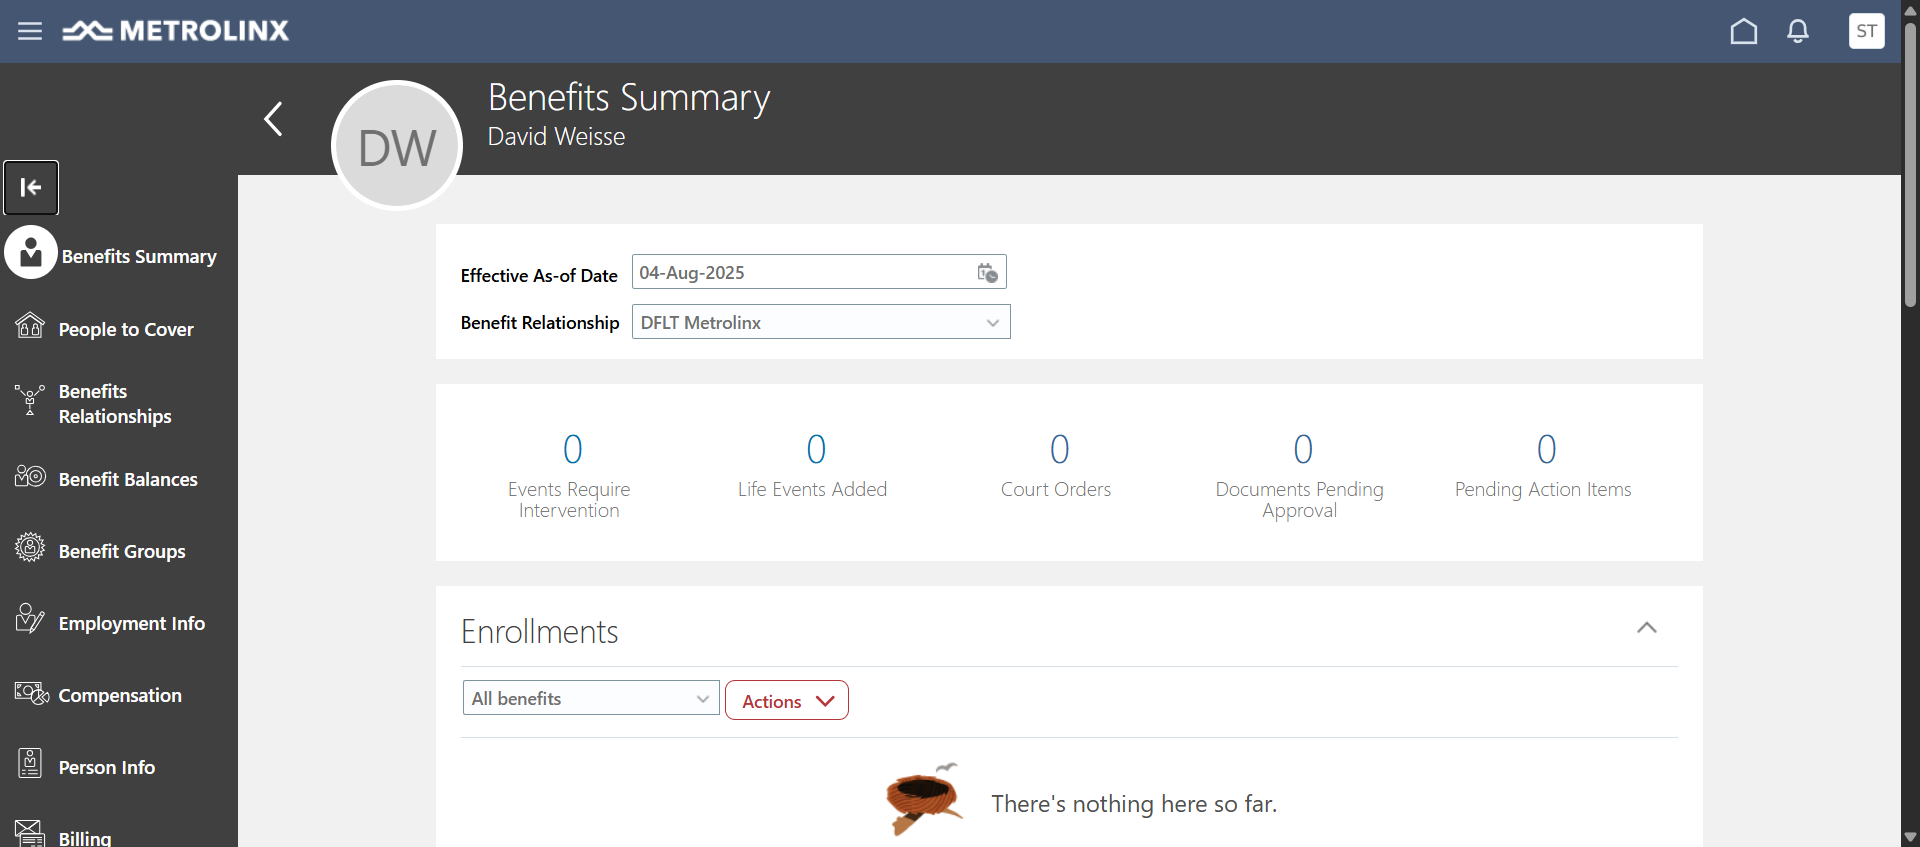 METROLINX
ST
DW
Benefits Summary
David Weisse
Benefits Summary
People to Cover
Benefits
Relationships
Benefit Balances
Benefit Groups
Employment Info
Compensation
Person Info
Billing
Effective As-of Date
04-Aug-2025
Benefit Relationship
DFLT Metrolinx
0
Events Require
Intervention
0
Life Events Added
0
Court Orders
0
Documents Pending
Approval
0
Pending Action Items
Enrollments
All benefits
Actions
There's nothing here so far.